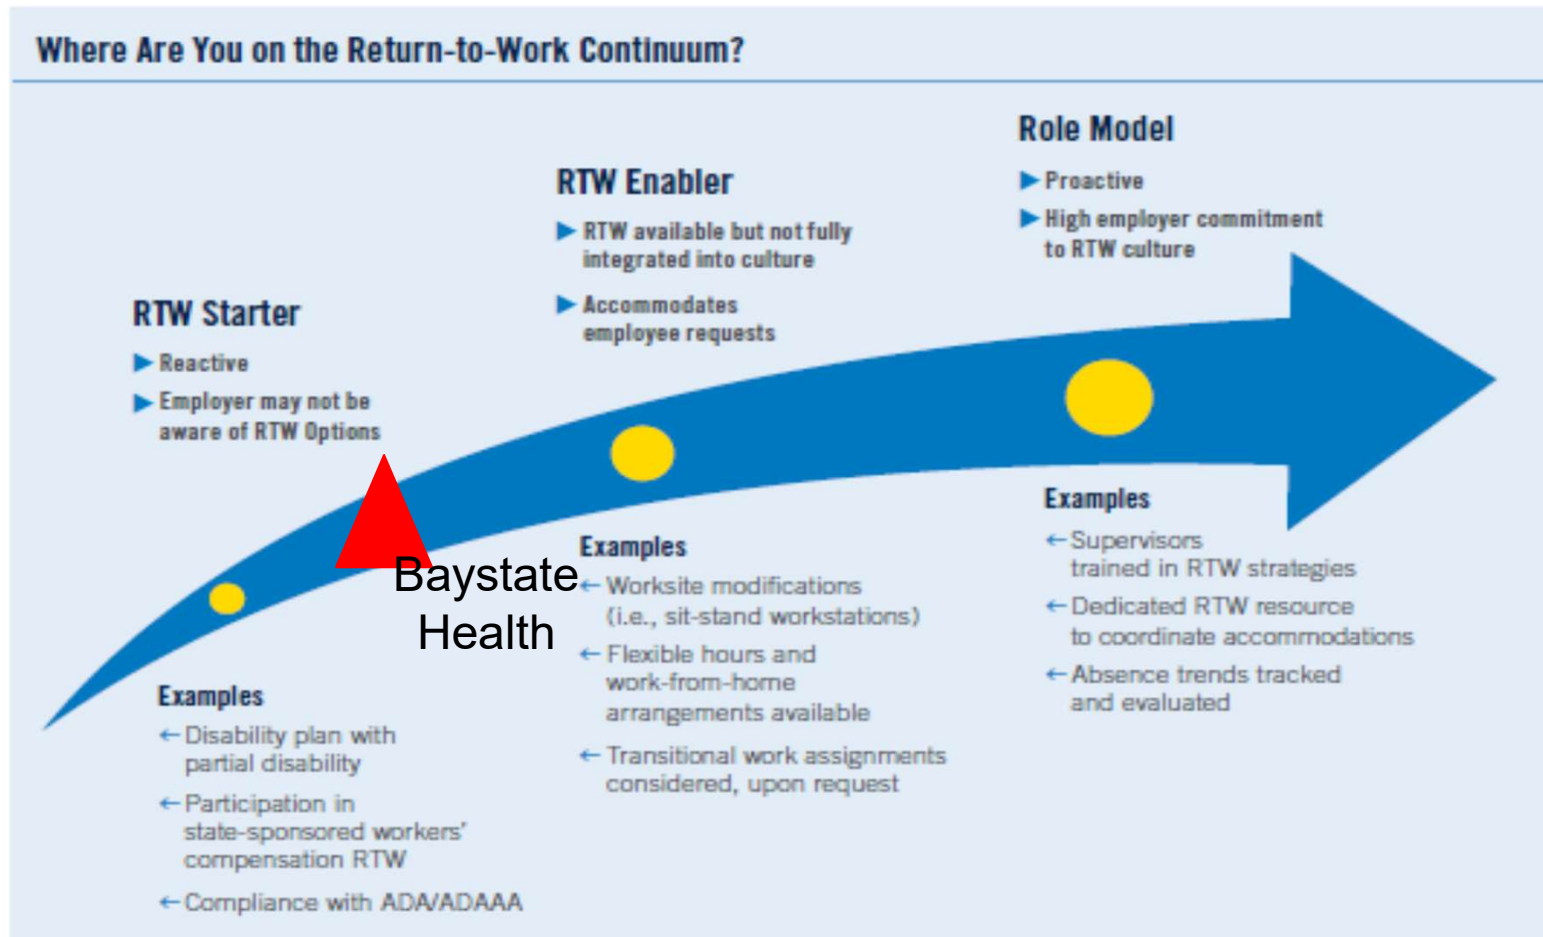 Where Are You on the Return-to-Work Continuum?
RTW Starter
Reactive
Employer may not be
aware of RTW Options
Examples
Disability plan with
partial disability
Participation in
state-sponsored workers'
compensation RTW
Compliance with ADA/ADAAA
Baystate
Health
RTW Enabler
RTW available but not fully
integrated into culture
Accommodates
employee requests
Examples
Worksite modifications
(i.e., sit-stand workstations)
Flexible hours and
work-from-home
arrangements available
Transitional work assignments
considered, upon request
Role Model
Proactive
High employer commitment
to RTW culture
Examples
Supervisors
trained in RTW strategies
Dedicated RTW resource
to coordinate accommodations
Absence trends tracked
and evaluated